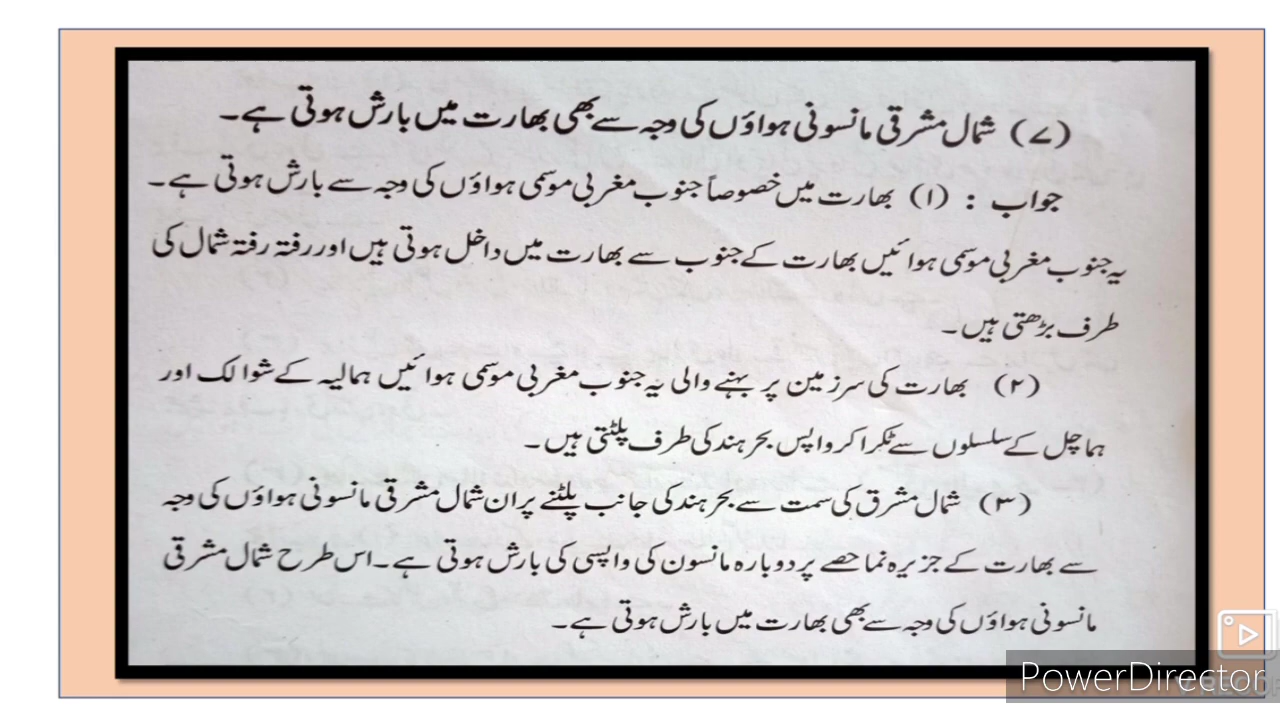 (۷) شمال مشرقی مانسونی ہواؤں کی وجہ سے بھی بھارت میں بارش ہوتی ہے۔
جواب : (۱) بھارت میں خصوصاً جنوب مغربی موسمی ہواؤں کی وجہ سے بارش ہوتی ہے۔
یہ جنوب مغربی موسمی ہوائیں بھارت کے جنوب سے بھارت میں داخل ہوتی ہیں اور رفتہ رفتہ شمال کی
طرف بڑھتی ہیں۔
(۲) بھارت کی سرزمین پر بہنے والی یہ جنوب مغربی موسمی ہوائیں ہمالیہ کے شوالک اور
ہماچل کے سلسلوں سے ٹکرا کر واپس بحر ہند کی طرف پلٹتی ہیں۔
(۳) شمال مشرق کی سمت سے بحر ہند کی جانب پلٹنے پر ان شمال مشرقی مانسونی ہواؤں کی وجہ
سے بھارت کے جزیرہ نما حصے پر دوبارہ مانسون کی واپسی کی بارش ہوتی ہے۔ اس طرح شمال مشرقی
مانسونی ہواؤں کی وجہ سے بھی بھارت میں بارش ہوتی ہے۔
PowerDirector